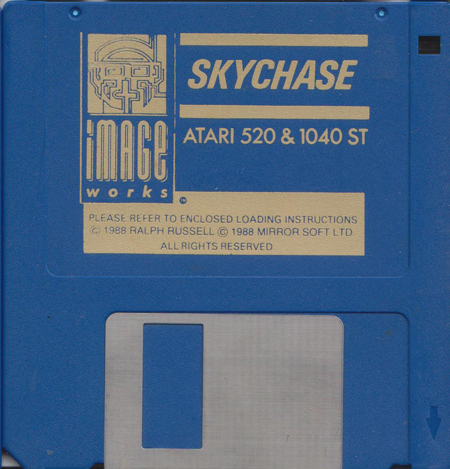 SKYCHASE
ATARI 520 & 1040 ST
iMAGE
works
TM
PLEASE REFER TO ENCLOSED LOADING INSTRUCTIONS
© 1988 RALPH RUSSELL © 1988 MIRROR SOFT LTD
ALL RIGHTS RESERVED